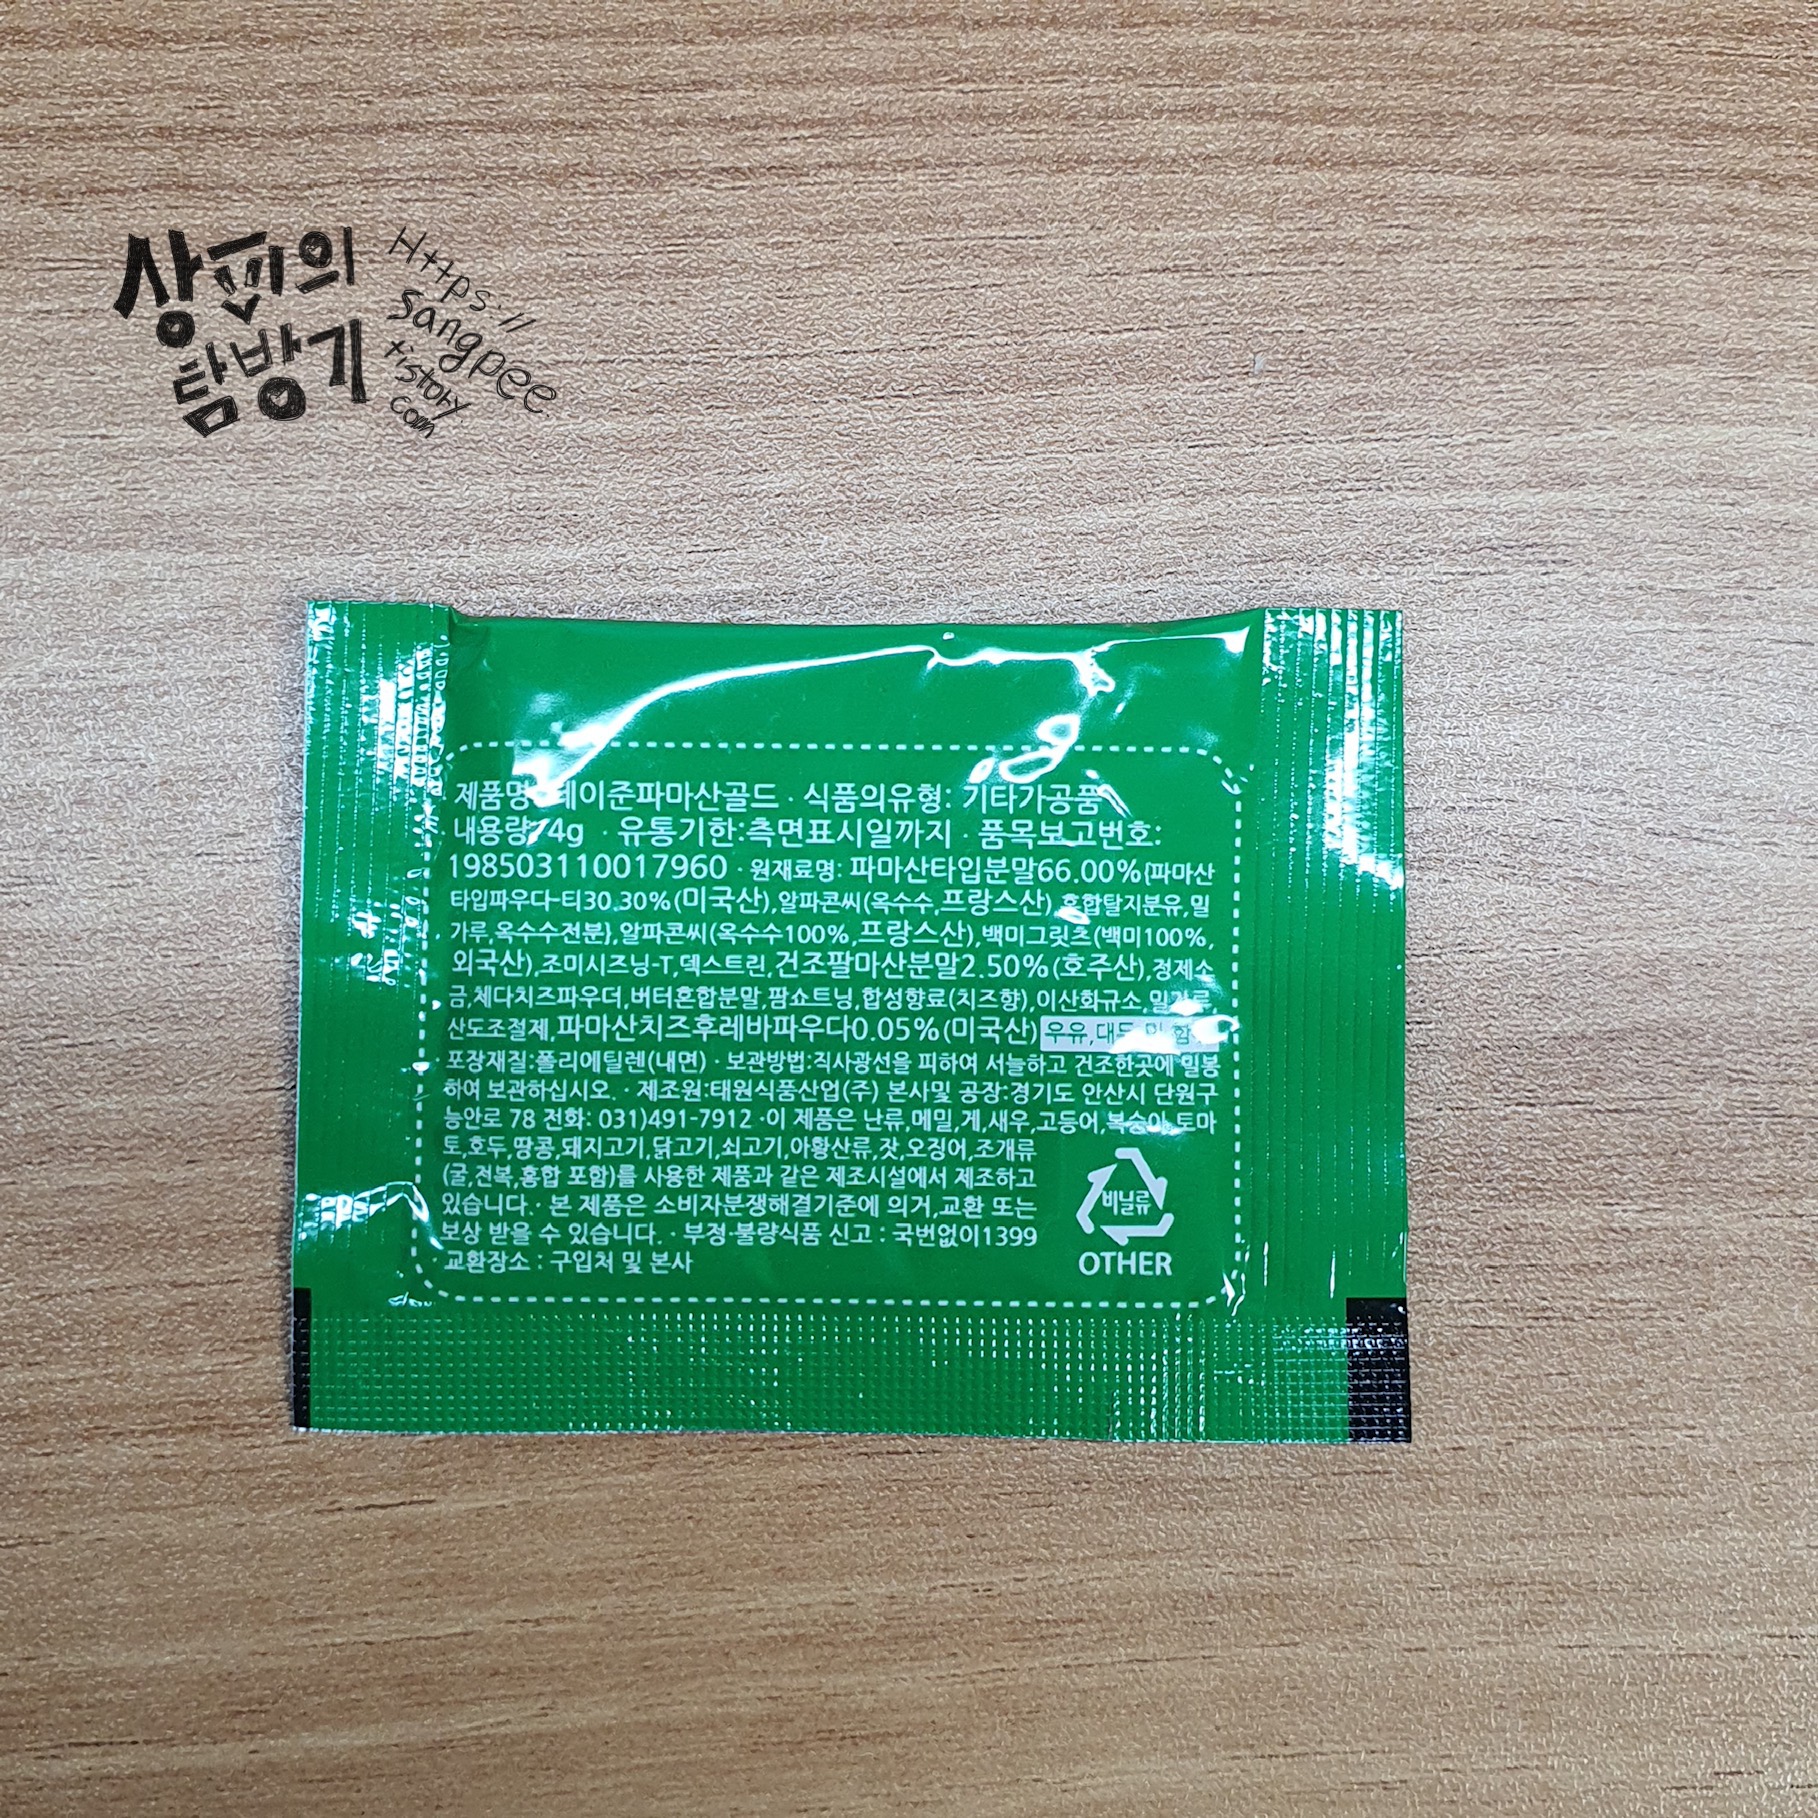 상피의
탐방기
Https://
sangpee.
tistory
com
제품명 테이준파마산골드 · 식품의유형: 기타가공품
내용량 4g · 유통기한:측면표시일까지 · 품목보고번호:
198503110017960 · 원재료명: 파마산타입분말66.00%{파마산
타입파우다-티30.30%(미국산),알파콘씨(옥수수,프랑스산),혼합탈지분유,밀
가루,옥수수전분},알파콘씨(옥수수100%,프랑스산),백미그릿츠(백미100%,
외국산),조미시즈닝-T,덱스트린,건조팔마산분말2.50%(호주산),정제소
금,체다치즈파우더,버터혼합분말,팜쇼트닝,합성향료(치즈향),이산화규소,밀가루
산도조절제,파마산치즈후레바파우다0.05%(미국산) 우유,대두,밀 함
· 포장재질:폴리에틸렌(내면) · 보관방법:직사광선을 피하여 서늘하고 건조한곳에 밀봉
하여 보관하십시오. · 제조원:태원식품산업(주) 본사및 공장:경기도 안산시 단원구
능안로 78 전화: 031)491-7912 ·이 제품은 난류,메밀,게,새우,고등어,복숭아,토마
토,호두,땅콩,돼지고기,닭고기,쇠고기,아황산류,잣,오징어,조개류
(굴,전복,홍합 포함)를 사용한 제품과 같은 제조시설에서 제조하고
있습니다.· 본 제품은 소비자분쟁해결기준에 의거,교환 또는
보상 받을 수 있습니다. · 부정·불량식품 신고 : 국번없이1399
교환장소 : 구입처 및 본사
비닐류
OTHER